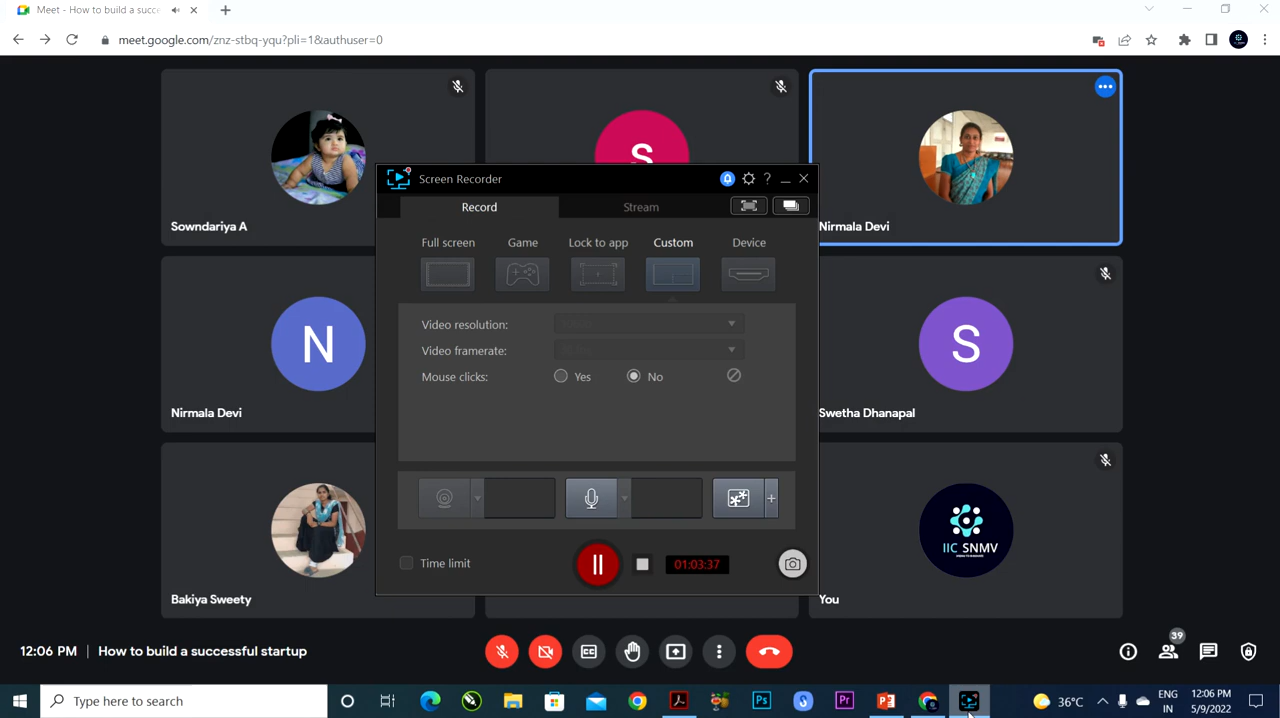 Meet - How to build a succe
meet.google.com/znz-stbq-yqu?pli=1&authuser=0
Sowndariya A
S
Nirmala Devi
Screen Recorder
?
Record
Stream
Full screen
Game
Lock to app
Custom
Device
Video resolution:
Video framerate:
Mouse clicks:
Yes
No
N
Nirmala Devi
S
Swetha Dhanapal
Time limit
01:03:37
Bakiya Sweety
IIC SNMV
You
12:06 PM | How to build a successful startup
CC
39
Type here to search
Ps
S
Pr
36°C
ENG
IN
12:06 PM
5/9/2022